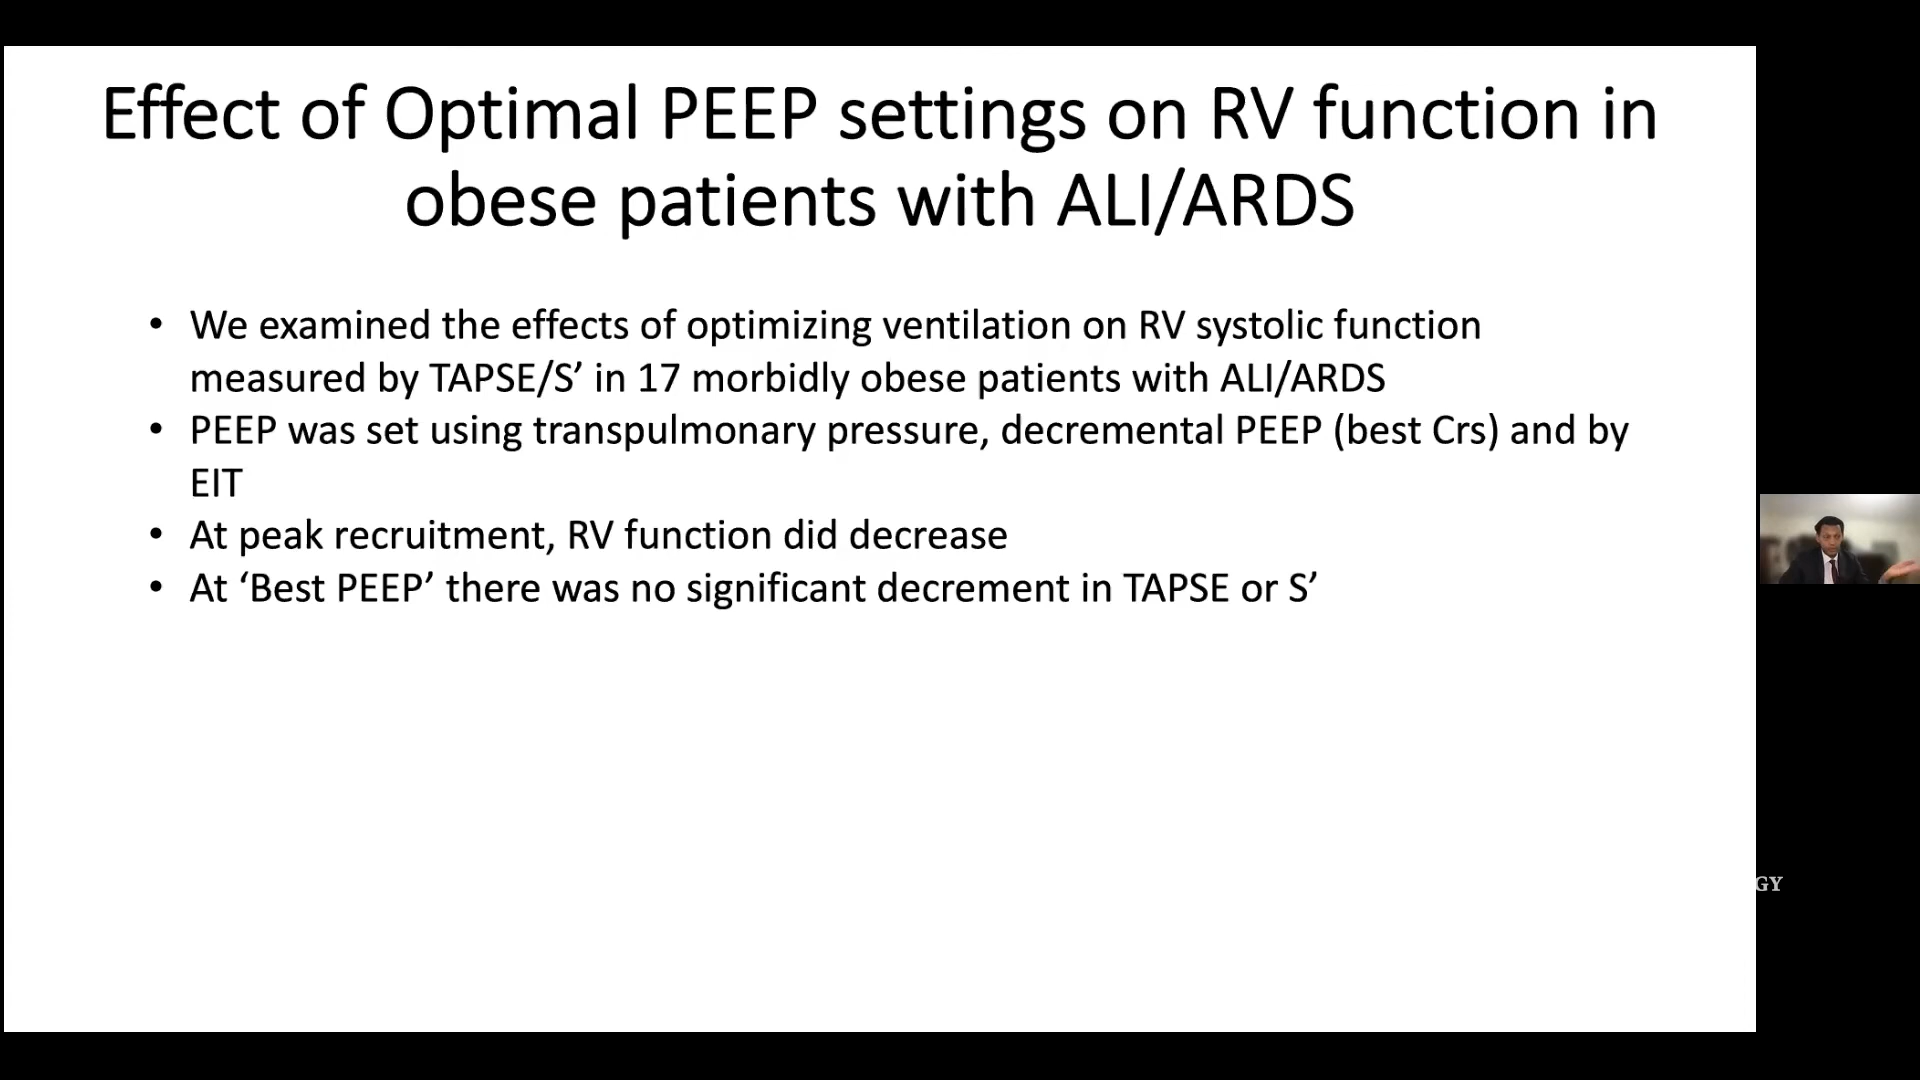 Effect of Optimal PEEP settings on RV function in
obese patients with ALI/ARDS
• We examined the effects of optimizing ventilation on RV systolic function
measured by TAPSE/S’ in 17 morbidly obese patients with ALI/ARDS
• PEEP was set using transpulmonary pressure, decremental PEEP (best Crs) and by
EIT
• At peak recruitment, RV function did decrease
• At ‘Best PEEP’ there was no significant decrement in TAPSE or S’
GY